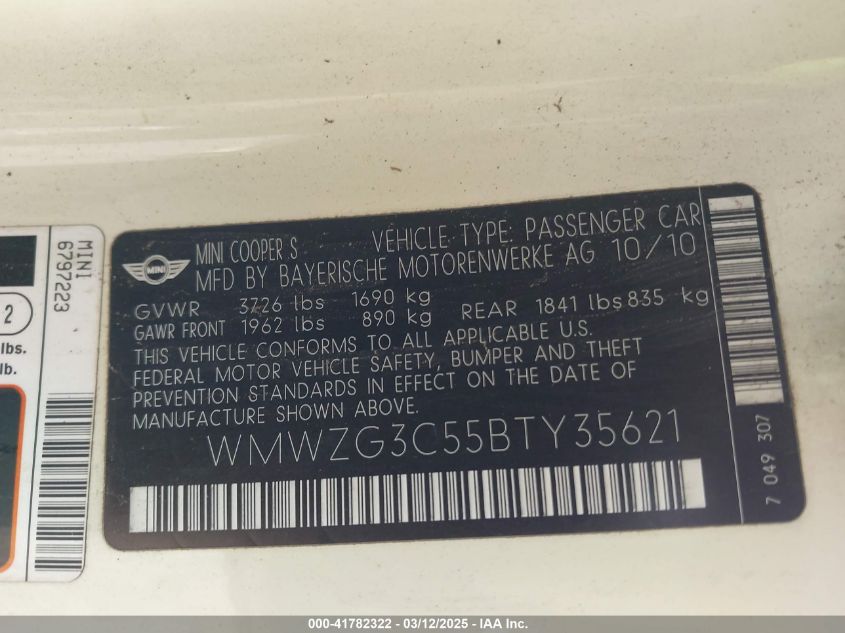 MINI
6797223
2
lbs.
lb.
MINI
MINI COOPER S VEHICLE TYPE: PASSENGER CAR
MFD BY BAYERISCHE MOTORENWERKE AG 10/10
GVWR 3726 lbs 1690 kg
GAWR FRONT 1962 lbs 890 kg REAR 1841 lbs 835 kg
THIS VEHICLE CONFORMS TO ALL APPLICABLE U.S.
FEDERAL MOTOR VEHICLE SAFETY, BUMPER AND THEFT
PREVENTION STANDARDS IN EFFECT ON THE DATE OF
MANUFACTURE SHOWN ABOVE.
WMWZG3C55BTY35621
7 049 307
000-41782322 - 03/12/2025 - IAA Inc.